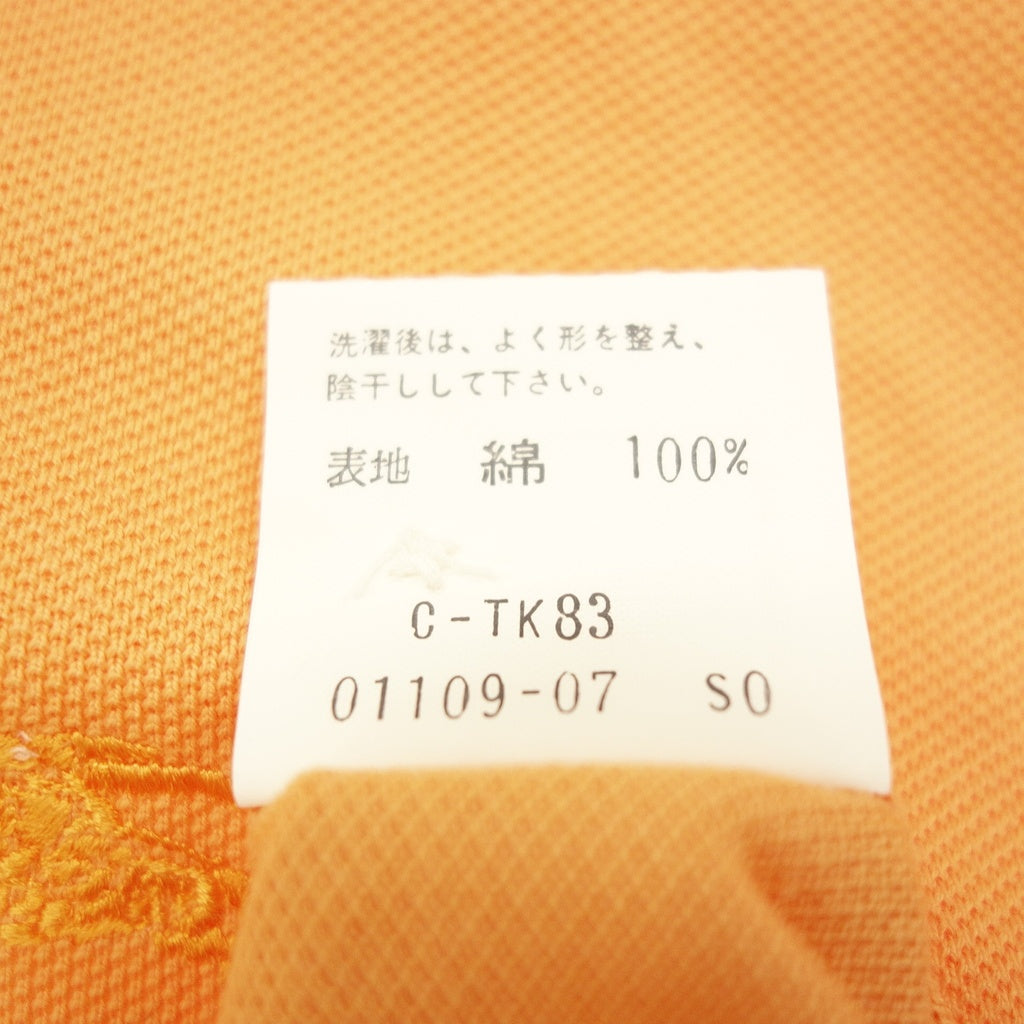 洗濯後は、よく形を整え、
陰干しして下さい。
表地 綿 100%
C-TK83
01109-07 SO